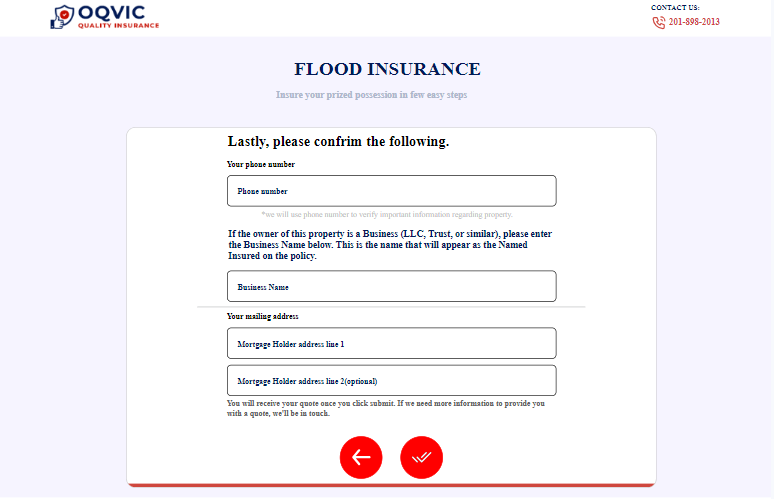 OQVIC
QUALITY INSURANCE
CONTACT US:
201-898-2013
FLOOD INSURANCE
Insure your prized possession in few easy steps
Lastly, please confrim the following.
Your phone number
Phone number
*we will use phone number to verify important information regarding property.
If the owner of this property is a Business (LLC, Trust, or similar), please enter
the Business Name below. This is the name that will appear as the Named
Insured on the policy.
Business Name
Your mailing address
Mortgage Holder address line 1
Mortgage Holder address line 2(optional)
You will receive your quote once you click submit. If we need more information to provide you
with a quote, we'll be in touch.